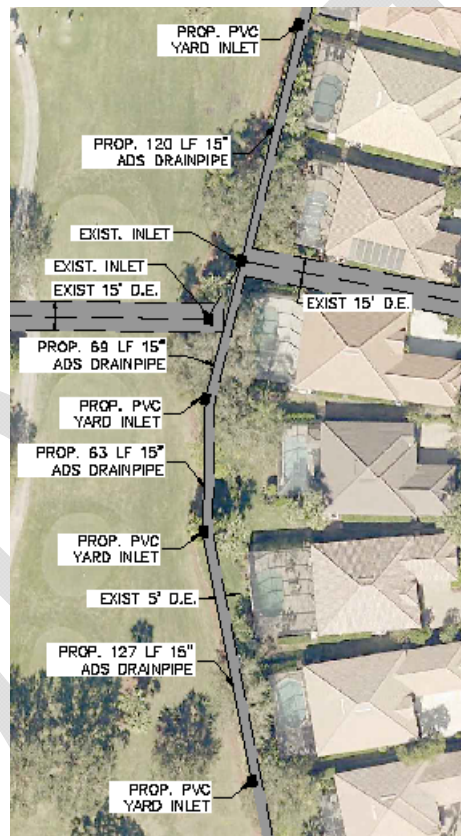 PROP. PVC
YARD INLET
PROP. 120 LF 15"
ADS DRAINPIPE
EXIST. INLET
EXIST. INLET
EXIST 15' D.E.
EXIST 15' D.E.
PROP. 69 LF 15"
ADS DRAINPIPE
PROP. PVC
YARD INLET
PROP. 63 LF 15"
ADS DRAINPIPE
PROP. PVC
YARD INLET
EXIST 5' D.E.
PROP. 127 LF 15"
ADS DRAINPIPE
PROP. PVC
YARD INLET